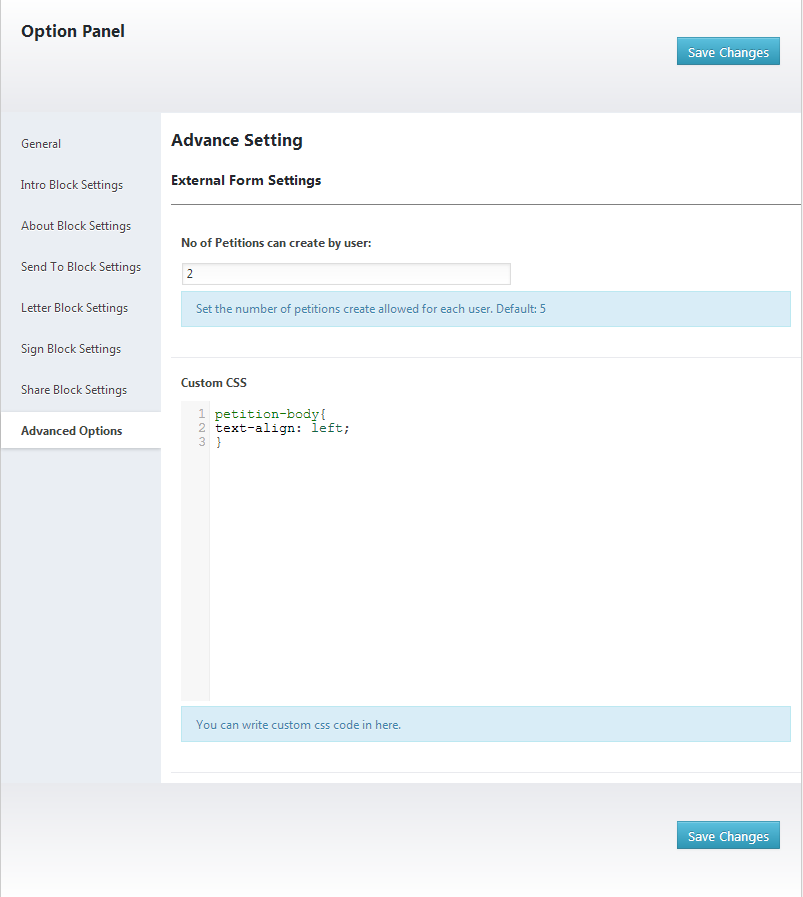 Option Panel
Save Changes
General
Intro Block Settings
About Block Settings
Send To Block Settings
Letter Block Settings
Sign Block Settings
Share Block Settings
Advanced Options
Advance Setting
External Form Settings
No of Petitions can create by user:
2
Set the number of petitions create allowed for each user. Default: 5
Custom CSS
1 petition-body{
2 text-align: left;
3 }
You can write custom css code in here.
Save Changes